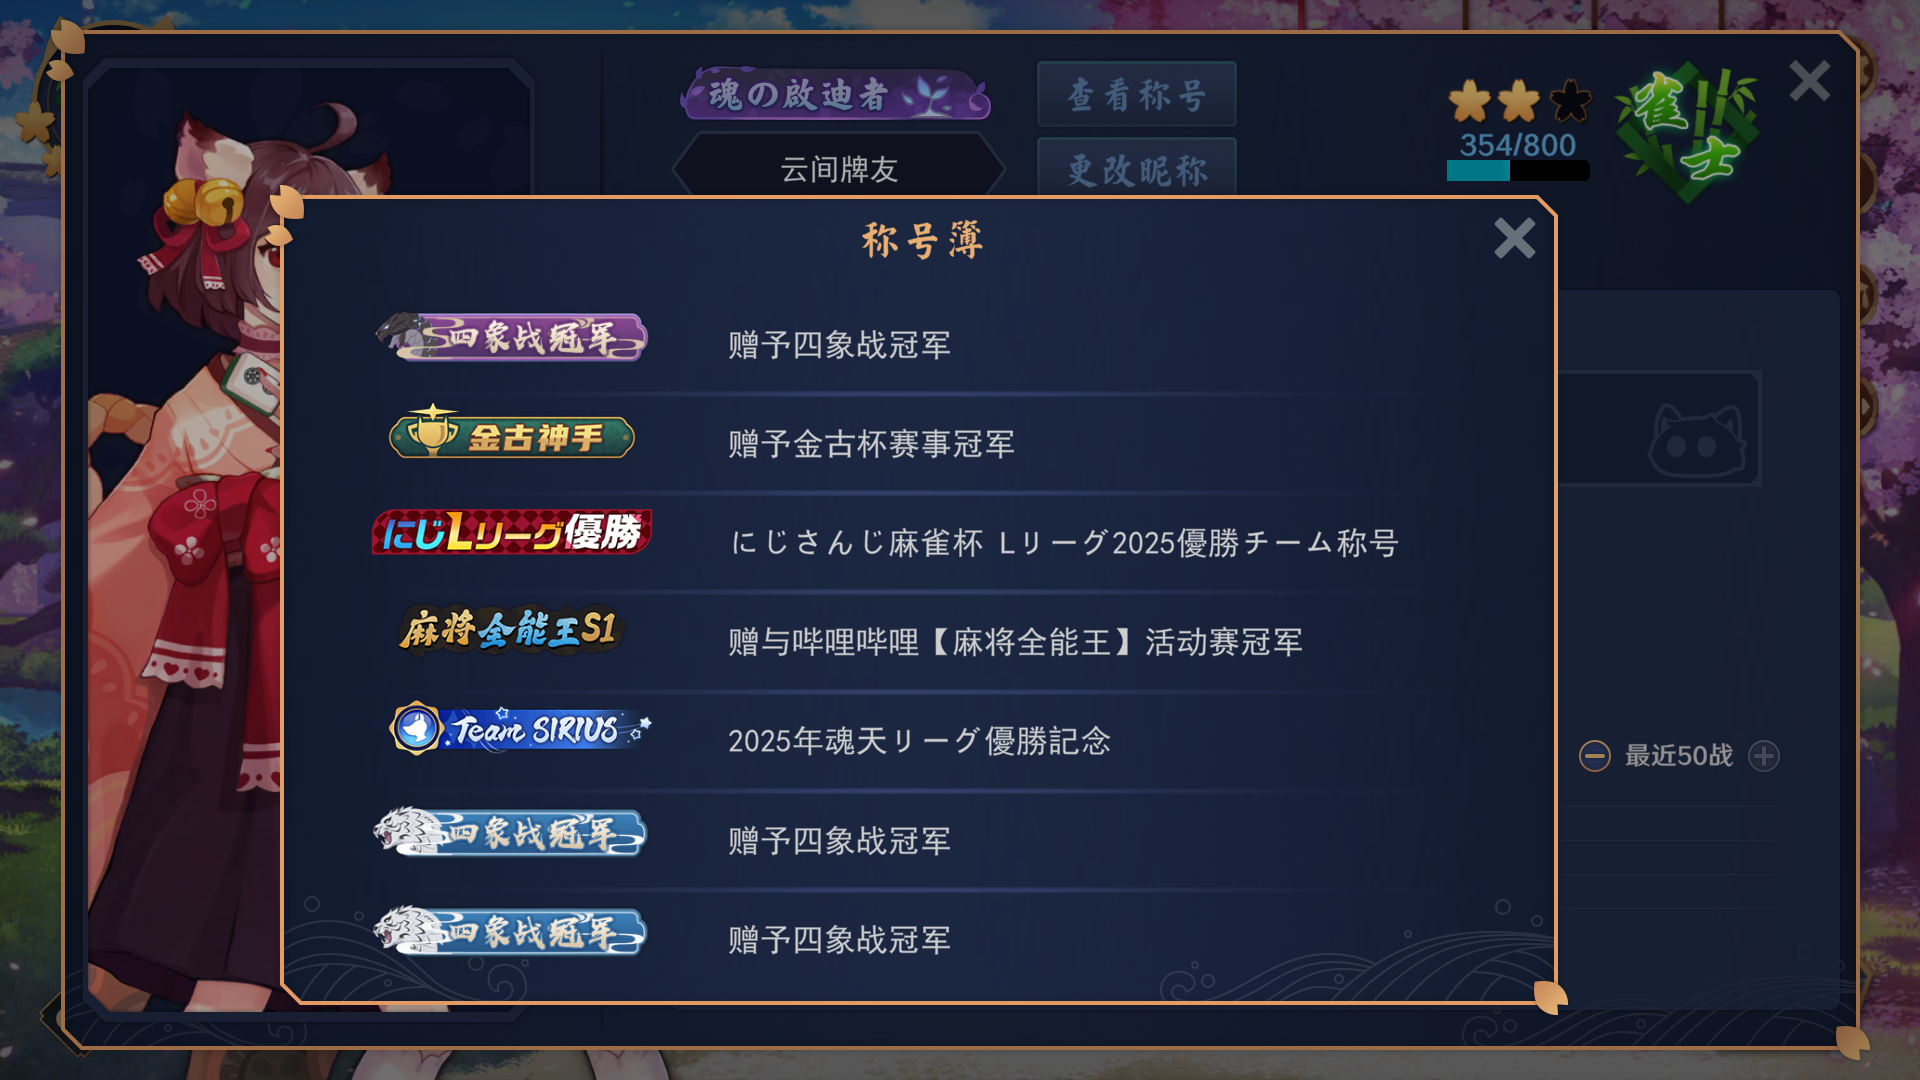 魂の啟迪者
查看称号
354/800
雀士
云间牌友
更改昵称
称号簿
四象战冠军
赠予四象战冠军
金古神手
赠予金古杯赛事冠军
にじLリーグ優勝
にじさんじ麻雀杯 Lリーグ2025優勝チーム称号
麻将全能王S1
赠与哔哩哔哩【麻将全能王】活动赛冠军
Team SIRIUS
2025年魂天リーグ優勝記念
四象战冠军
赠予四象战冠军
四象战冠军
赠予四象战冠军
最近50战